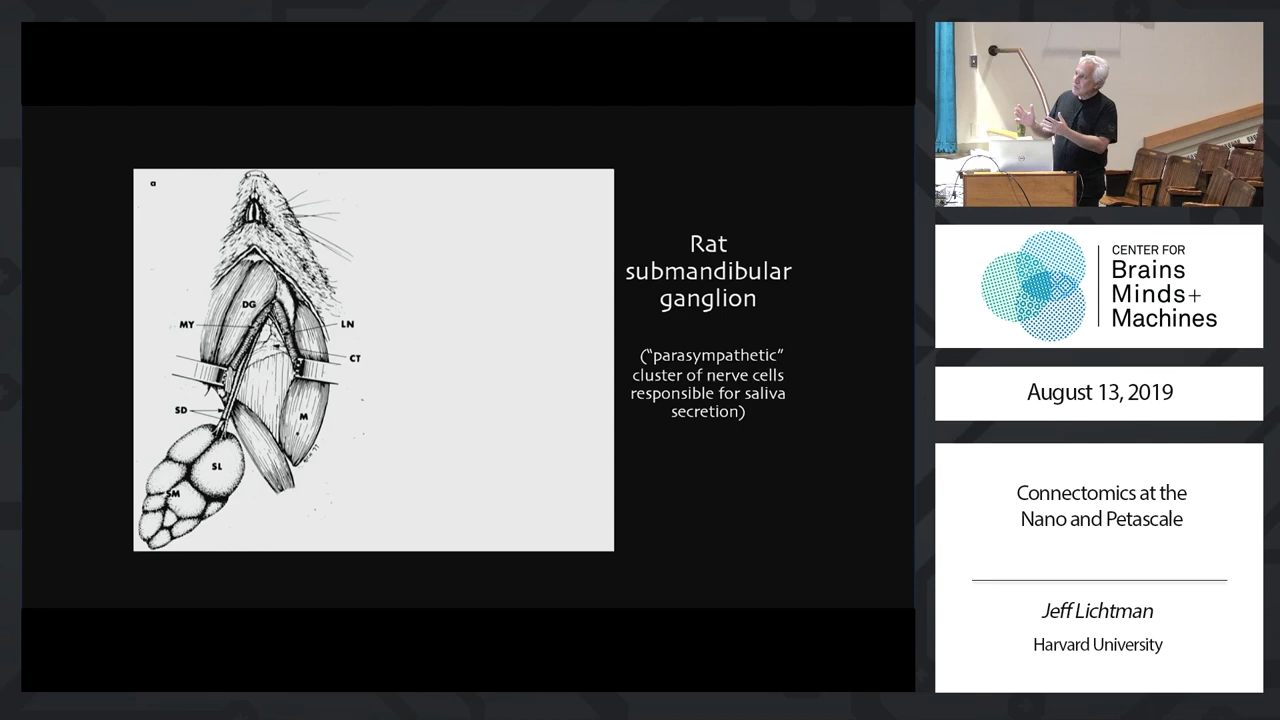 a
DG
MY
LN
CT
SD
M
SL
SM
Rat
submandibular
ganglion
("parasympathetic"
cluster of nerve cells
responsible for saliva
secretion)
CENTER FOR
Brains
Minds+
Machines
August 13, 2019
Connectomics at the
Nano and Petascale
Jeff Lichtman
Harvard University